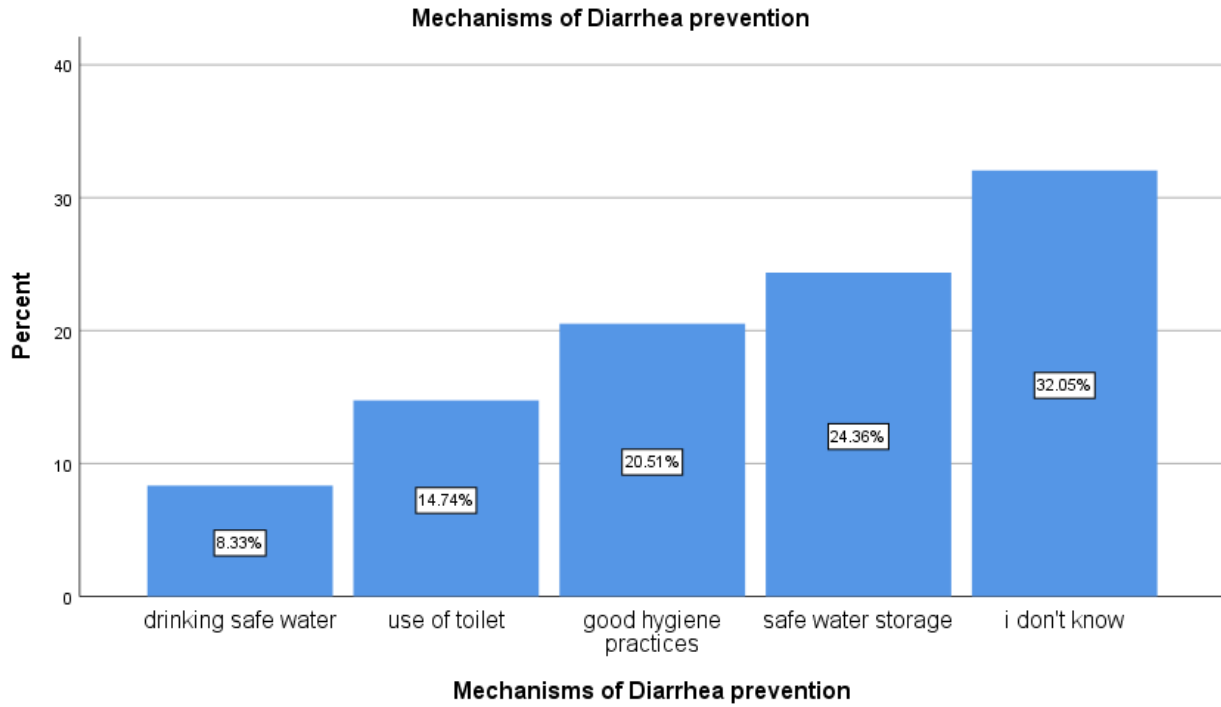 Mechanisms of Diarrhea prevention
40
30
20
10
0
Percent
8.33%
14.74%
20.51%
24.36%
32.05%
drinking safe water
use of toilet
good hygiene
practices
safe water storage
i don't know
Mechanisms of Diarrhea prevention